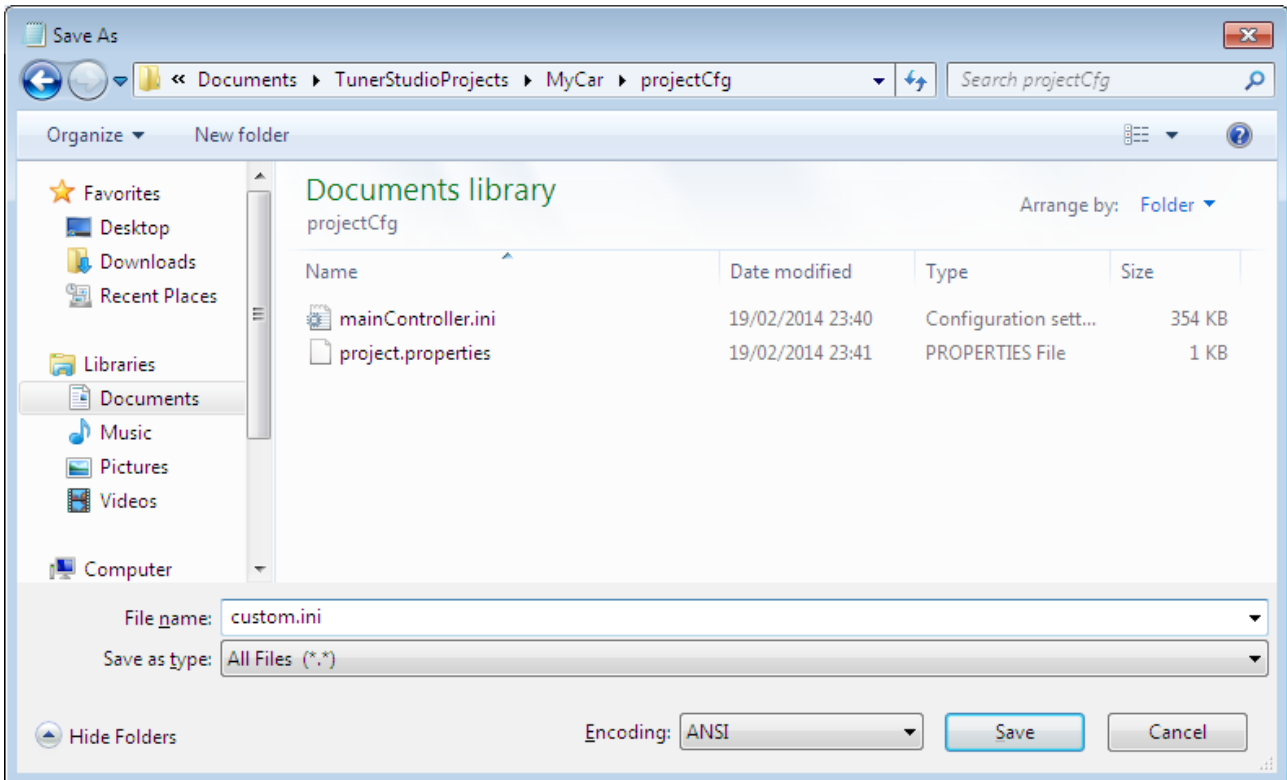 Save As
« Documents ▸ TunerStudioProjects ▸ MyCar ▸ projectCfg
Search projectCfg
Organize
New folder
Favorites
Desktop
Downloads
Recent Places
Libraries
Documents
Music
Pictures
Videos
Computer
Documents library
projectCfg
Arrange by: Folder
Name Date modified Type Size
mainController.ini 19/02/2014 23:40 Configuration sett... 354 KB
project.properties 19/02/2014 23:41 PROPERTIES File 1 KB
File name: custom.ini
Save as type: All Files (*.*)
Hide Folders
Encoding: ANSI
Save
Cancel